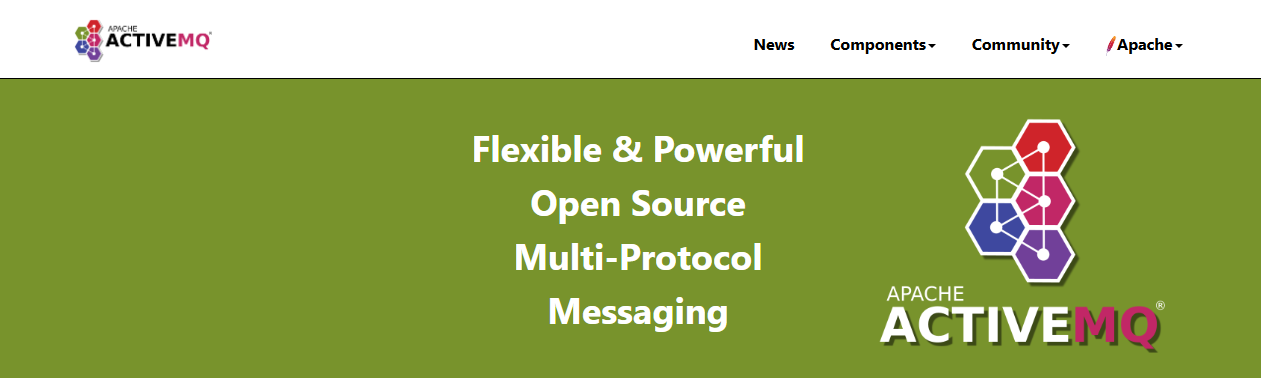 APACHE
ACTIVEMQ®
News Components Community Apache
Flexible & Powerful
Open Source
Multi-Protocol
Messaging
APACHE
ACTIVEMQ®